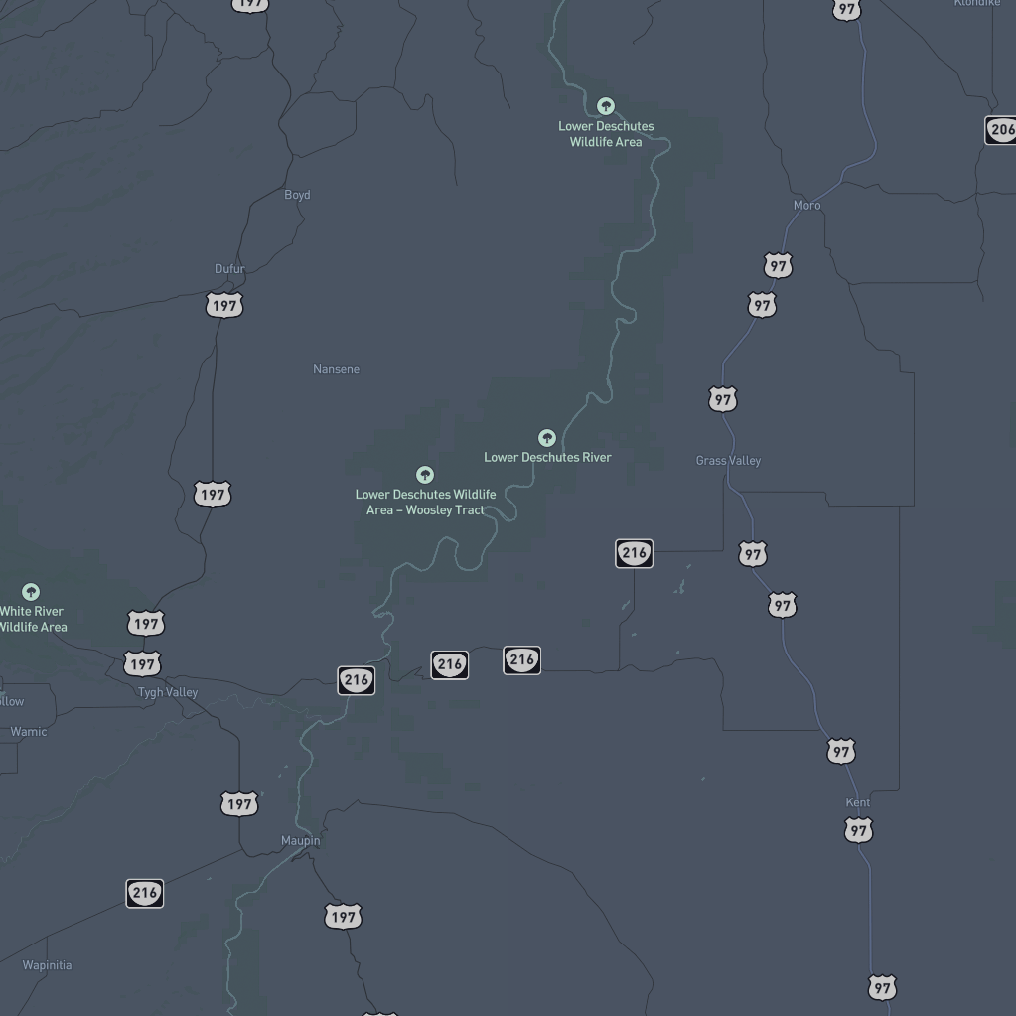 197
97
Klondike
Lower Deschutes
Wildlife Area
206
Boyd
Moro
Dufur
97
197
97
Nansene
97
Lower Deschutes River
Grass Valley
197
Lower Deschutes Wildlife
Area – Woosley Tract
216
97
White River
Wildlife Area
97
197
197
216
216
216
Tygh Valley
ollow
Wamic
97
197
Kent
97
Maupin
216
197
Wapinitia
97